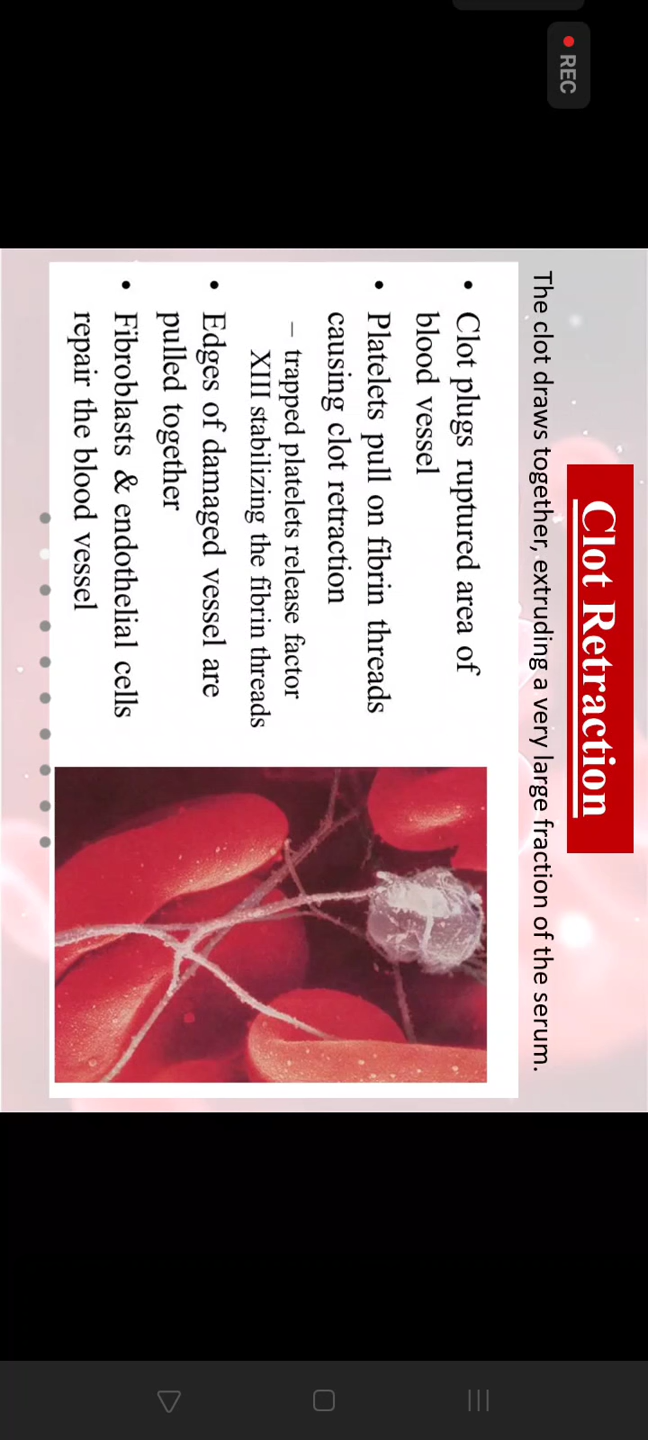 REC
Clot Retraction
The clot draws together, extruding a very large fraction of the serum.
• Clot plugs ruptured area of
blood vessel
• Platelets pull on fibrin threads
causing clot retraction
– trapped platelets release factor
XIII stabilizing the fibrin threads
• Edges of damaged vessel are
pulled together
• Fibroblasts & endothelial cells
repair the blood vessel